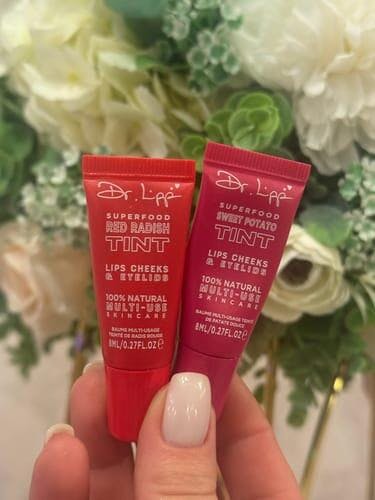 Dr. Lipp
SUPERFOOD
RED RADISH
TINT
LIPS CHEEKS
& EYELIDS
100% NATURAL
MULTI-USE
SKINCARE
BAUME MULTI-USAGE
TEINTÉ DE RADIS ROUGE
8ML/0.27FL.OZ℮
Dr. Lipp
SUPERFOOD
SWEET POTATO
TINT
LIPS CHEEKS
& EYELIDS
100% NATURAL
MULTI-USE
SKINCARE
BAUME MULTI-USAGE TEINTÉ
DE PATATE DOUCE
8ML/0.27FL.OZ℮